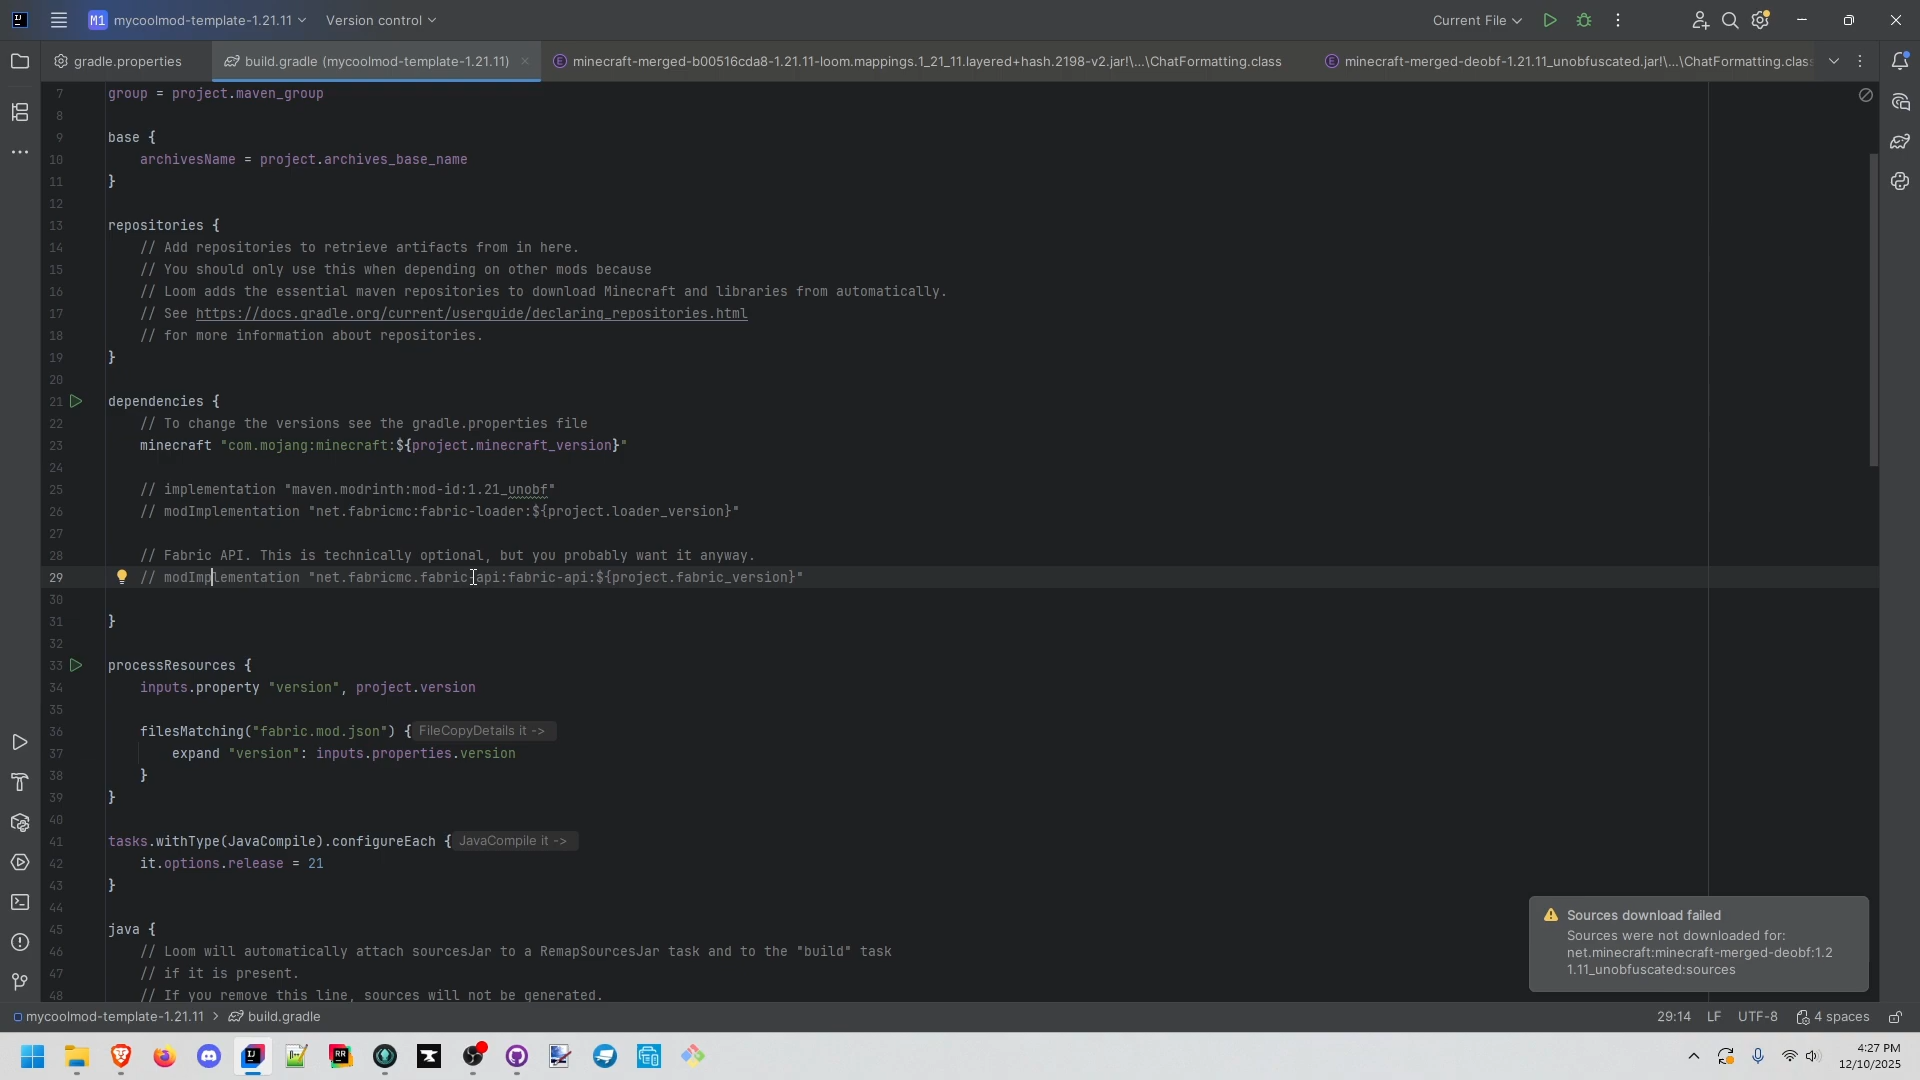 M1 mycoolmod-template-1.21.11 Version control Current File
gradle.properties build.gradle (mycoolmod-template-1.21.11) minecraft-merged-b00516cda8-1.21.11-loom.mappings.1_21_11.layered+hash.2198-v2.jar!\...\ChatFormatting.class minecraft-merged-deobf-1.21.11_unobfuscated.jar!\...\ChatFormatting.clas
7 group = project.maven_group
8
9 base {
10 archivesName = project.archives_base_name
11 }
12
13 repositories {
14 // Add repositories to retrieve artifacts from in here.
15 // You should only use this when depending on other mods because
16 // Loom adds the essential maven repositories to download Minecraft and libraries from automatically.
17 // See https://docs.gradle.org/current/userguide/declaring_repositories.html
18 // for more information about repositories.
19 }
20
21 dependencies {
22 // To change the versions see the gradle.properties file
23 minecraft "com.mojang:minecraft:${project.minecraft_version}"
24
25 // implementation "maven.modrinth:mod-id:1.21_unobf"
26 // modImplementation "net.fabricmc:fabric-loader:${project.loader_version}"
27
28 // Fabric API. This is technically optional, but you probably want it anyway.
29 // modImplementation "net.fabricmc.fabric-api:fabric-api:${project.fabric_version}"
30
31 }
32
33 processResources {
34 inputs.property "version", project.version
35
36 filesMatching("fabric.mod.json") { FileCopyDetails it ->
37 expand "version": inputs.properties.version
38 }
39 }
40
41 tasks.withType(JavaCompile).configureEach { JavaCompile it ->
42 it.options.release = 21
43 }
44
45 java {
46 // Loom will automatically attach sourcesJar to a RemapSourcesJar task and to the "build" task
47 // if it is present.
48 // If you remove this line, sources will not be generated.
Sources download failed
Sources were not downloaded for:
net.minecraft:minecraft-merged-deobf:1.2
1.11_unobfuscated:sources
mycoolmod-template-1.21.11 > build.gradle 29:14 LF UTF-8 4 spaces
RR
4:27 PM
12/10/2025